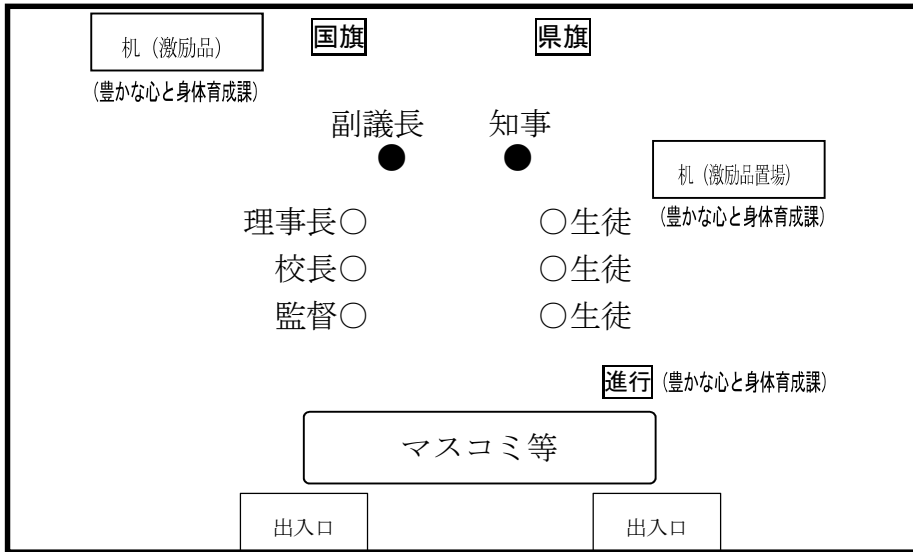 机（激励品）
国旗
県旗
(豊かな心と身体育成課)
副議長
知事
●
●
机（激励品置場）
(豊かな心と身体育成課)
理事長○
○生徒
校長○
○生徒
監督○
○生徒
進行
(豊かな心と身体育成課)
マスコミ等
出入口
出入口